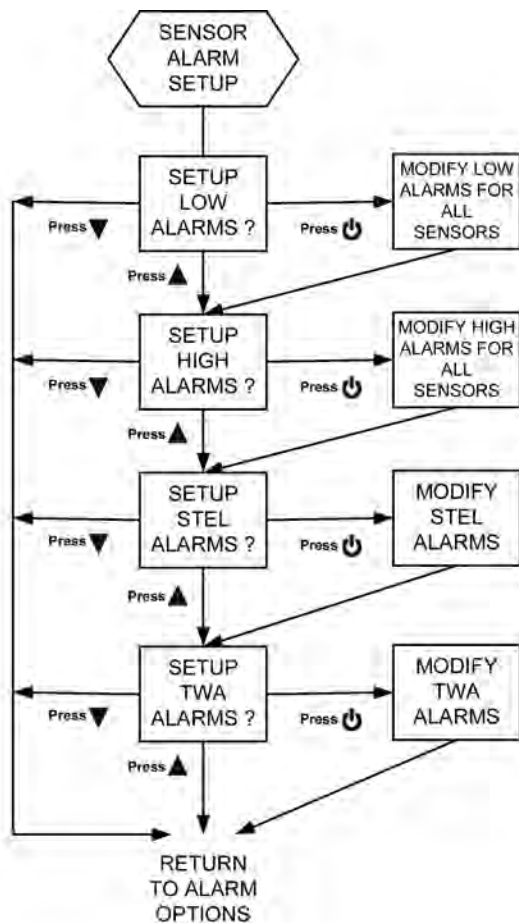 SENSOR
ALARM
SETUP
SETUP
LOW
ALARMS ?
MODIFY LOW
ALARMS FOR
ALL
SENSORS
Press
Press
Press
SETUP
HIGH
ALARMS ?
MODIFY HIGH
ALARMS FOR
ALL
SENSORS
Press
Press
Press
SETUP
STEL
ALARMS ?
MODIFY
STEL
ALARMS
Press
Press
Press
SETUP
TWA
ALARMS ?
MODIFY
TWA
ALARMS
Press
Press
Press
RETURN
TO ALARM
OPTIONS